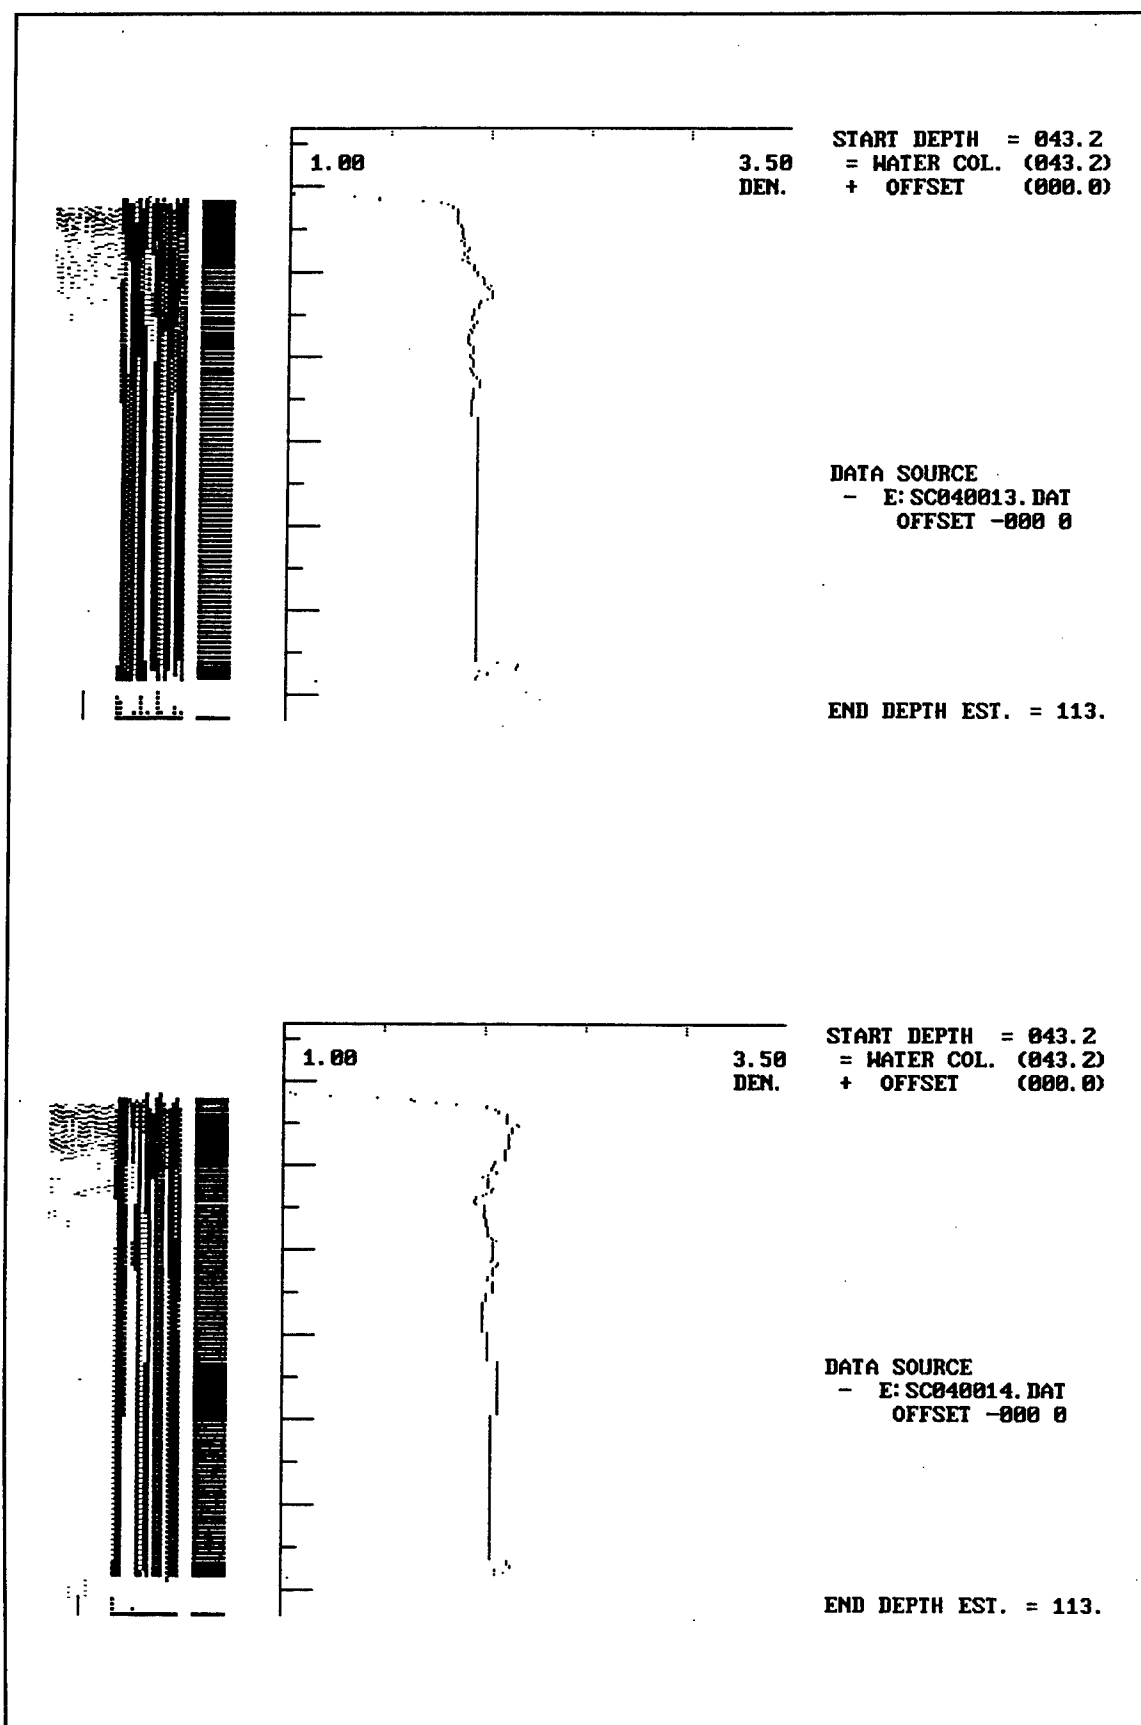 START DEPTH = 043.2
1.00 3.50 = WATER COL. (043.2)
DEN. + OFFSET (000.0)
DATA SOURCE
- E:SC040013.DAT
OFFSET -000 0
END DEPTH EST. = 113.
START DEPTH = 043.2
1.00 3.50 = WATER COL. (043.2)
DEN. + OFFSET (000.0)
DATA SOURCE
- E:SC040014.DAT
OFFSET -000 0
END DEPTH EST. = 113.